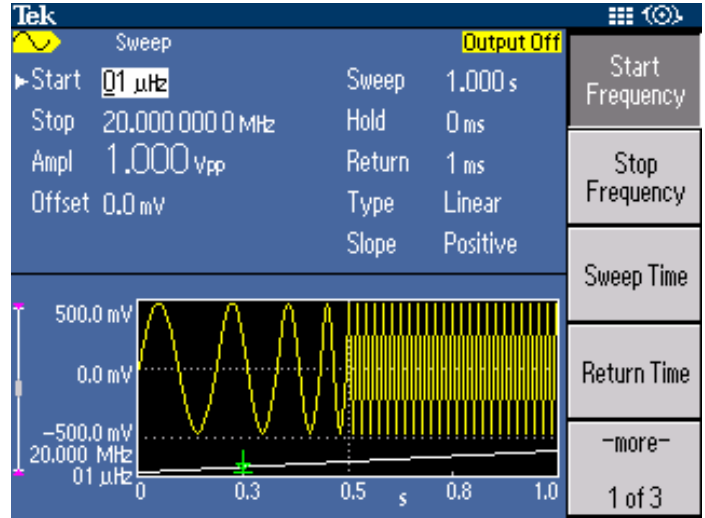 Tek
Sweep
Output Off
Start 01 µHz
Stop 20.000 000 0 MHz
Ampl 1.000 Vpp
Offset 0.0 mV
Sweep 1.000 s
Hold 0 ms
Return 1 ms
Type Linear
Slope Positive
500.0 mV
0.0 mV
-500.0 mV
20.000 MHz
01 µHz
0 0.3 0.5 s 0.8 1.0
Start
Frequency
Stop
Frequency
Sweep Time
Return Time
-more-
1 of 3